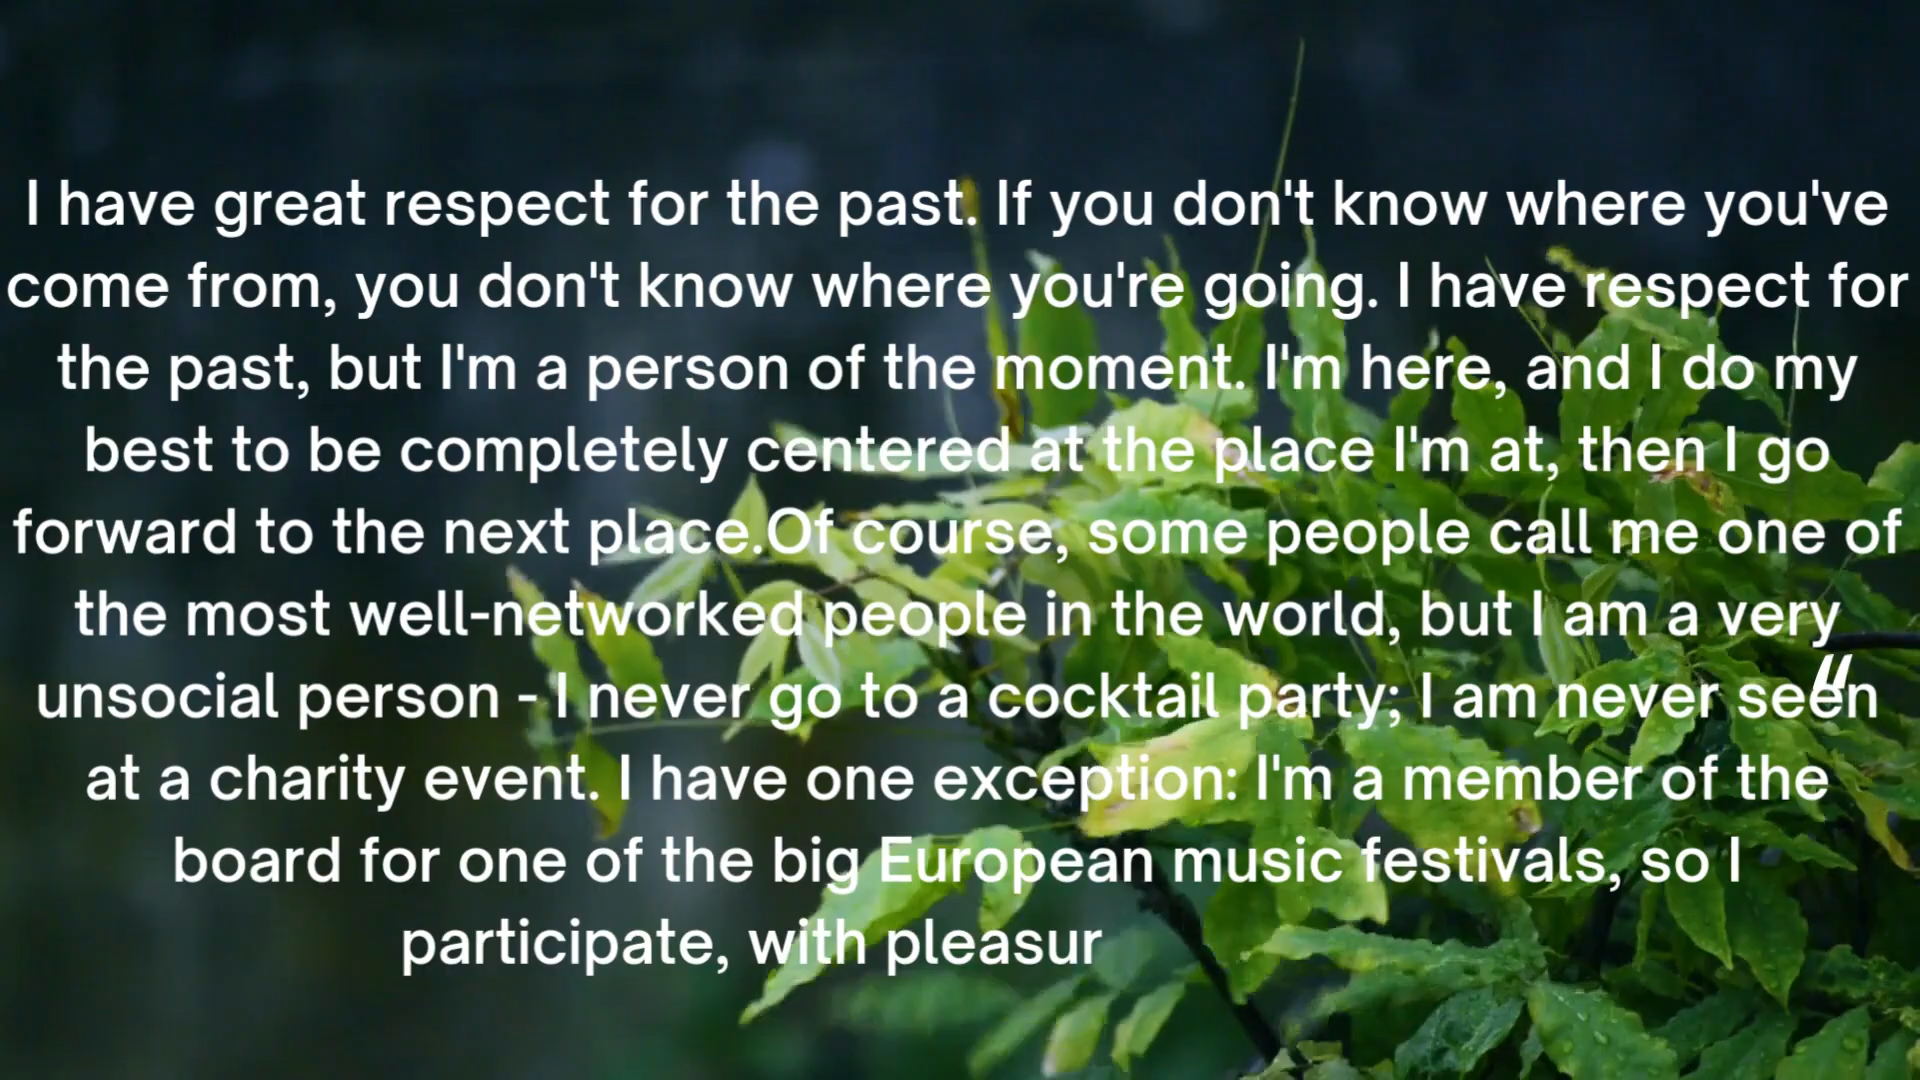 I have great respect for the past. If you don't know where you've
come from, you don't know where you're going. I have respect for
the past, but I'm a person of the moment. I'm here, and I do my
best to be completely centered at the place I'm at, then I go
forward to the next place.Of course, some people call me one of
the most well-networked people in the world, but I am a very
unsocial person - I never go to a cocktail party; I am never seen
at a charity event. I have one exception: I'm a member of the
board for one of the big European music festivals, so I
participate, with pleasur
“